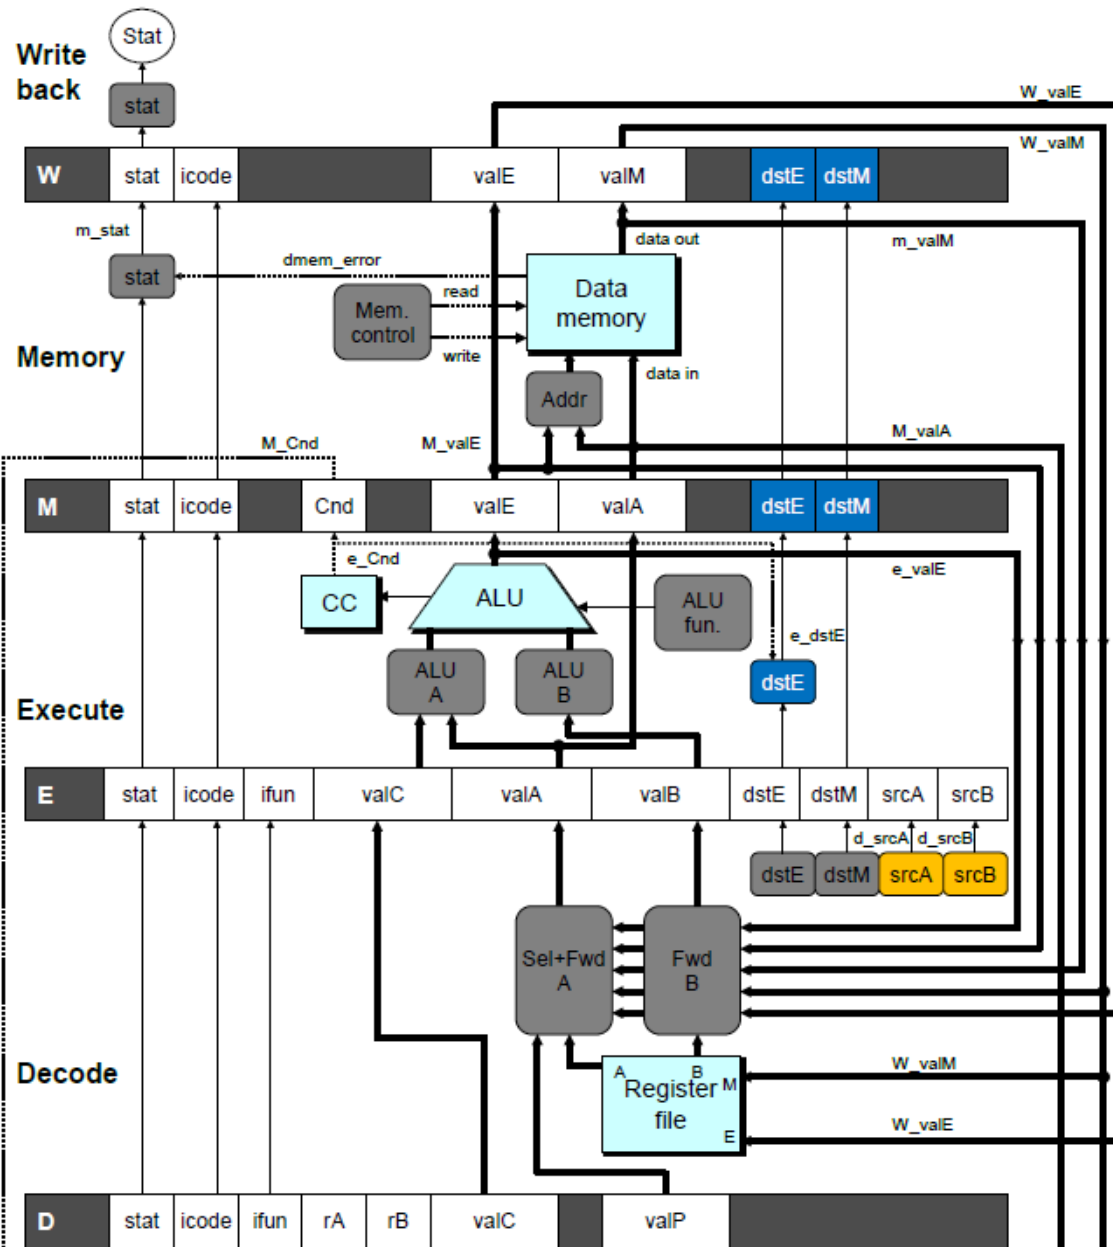 Stat
Write
back
stat
W_valE
W_valM
W
stat
icode
valE
valM
dstE
dstM
m_stat
data out
m_valM
dmem_error
stat
read
Data
memory
Mem.
control
write
Memory
data in
Addr
M_Cnd
M_valE
M_valA
M
stat
icode
Cnd
valE
valA
dstE
dstM
e_Cnd
e_valE
CC
ALU
ALU
fun.
e_dstE
ALU
A
ALU
B
dstE
Execute
E
stat
icode
ifun
valC
valA
valB
dstE
dstM
srcA
srcB
d_srcA
d_srcB
dstE
dstM
srcA
srcB
Sel+Fwd
A
Fwd
B
Decode
A
B
Register
file
M
E
W_valM
W_valE
D
stat
icode
ifun
rA
rB
valC
valP